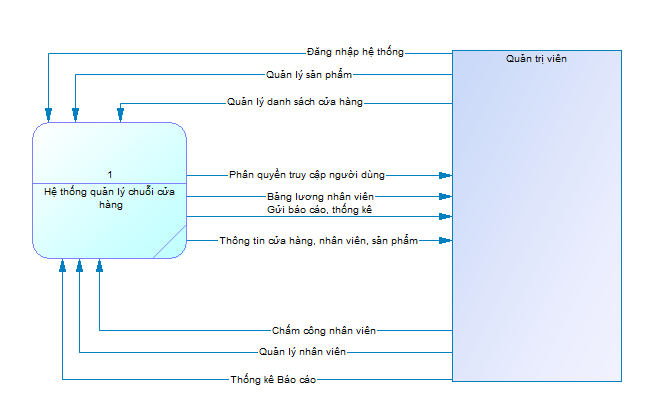 Đăng nhập hệ thống
Quản trị viên
Quản lý sản phẩm
Quản lý danh sách cửa hàng
1
Hệ thống quản lý chuỗi cửa
hàng
Phân quyền truy cập người dùng
Bảng lương nhân viên
Gửi báo cáo, thống kê
Thông tin cửa hàng, nhân viên, sản phẩm
Chấm công nhân viên
Quản lý nhân viên
Thống kê Báo cáo